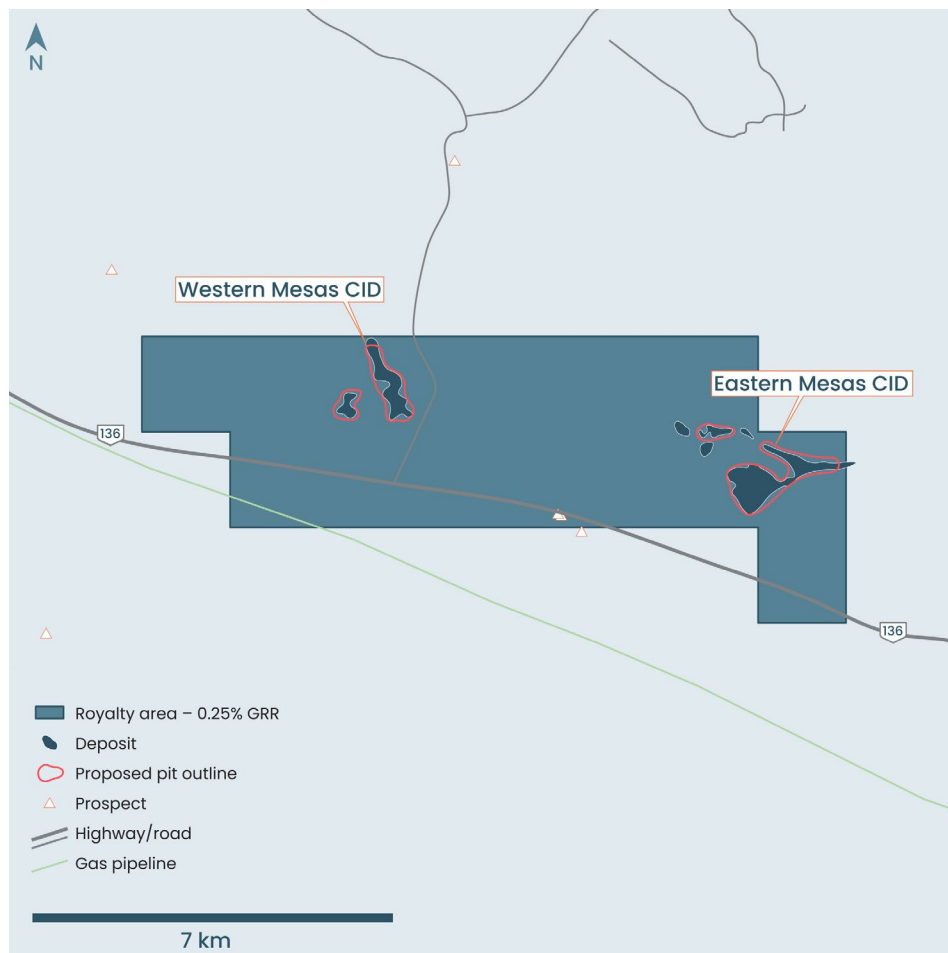 N
Western Mesas CID
Eastern Mesas CID
136
136
Royalty area – 0.25% GRR
Deposit
Proposed pit outline
Prospect
Highway/road
Gas pipeline
7 km